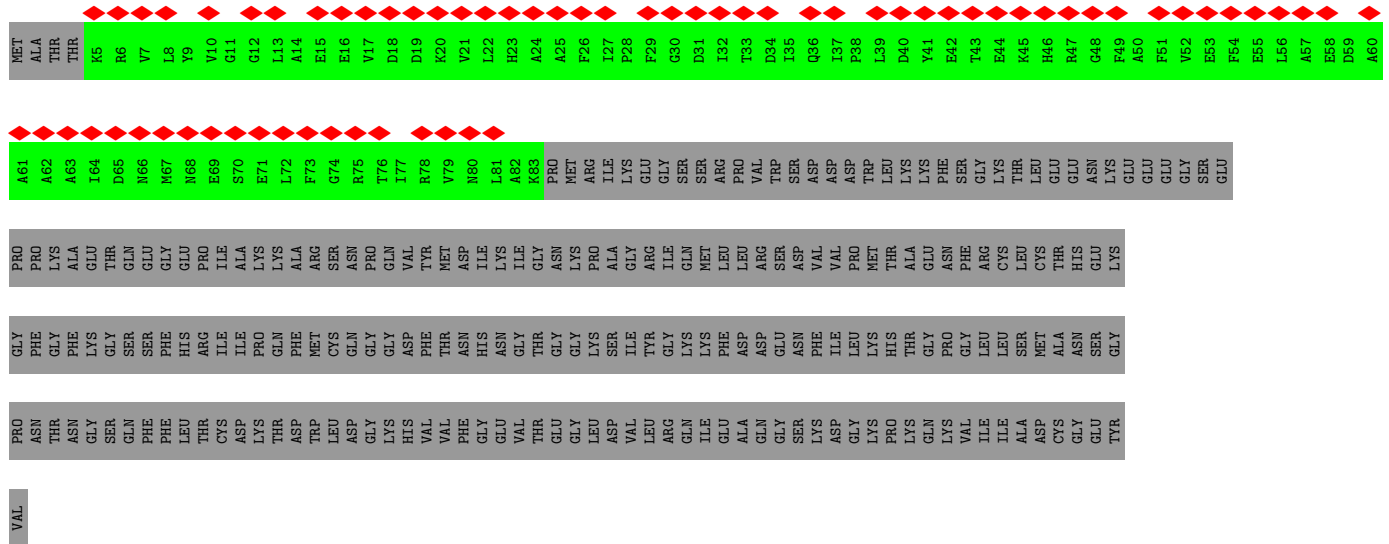 MET ALA THR THR K5 R6 V7 L8 Y9 V10 G11 G12 L13 A14 E15 E16 V17 D18 D19 K20 V21 L22 H23 A24 A25 F26 I27 P28 F29 G30 D31 I32 T33 D34 I35 Q36 I37 P38 L39 D40 Y41 E42 T43 E44 K45 H46 R47 G48 F49 A50 F51 V52 E53 F54 E55 L56 A57 E58 D59 A60
A61 A62 A63 I64 D65 N66 M67 N68 E69 S70 E71 L72 F73 G74 R75 T76 I77 R78 V79 N80 L81 A82 K83 PRO MET ARG ILE LYS GLU GLY SER SER ARG PRO VAL TRP SER ASP ASP ASP TRP LEU LYS LYS PHE SER GLY LYS THR LEU GLU GLU ASN LYS GLU GLU GLU GLY SER GLU
PRO PRO LYS ALA GLU THR GLN GLU GLY GLU PRO ILE ALA LYS LYS ALA ARG SER ASN PRO GLN VAL TYR MET ASP ILE LYS ILE GLY ASN LYS PRO ALA GLY ARG ILE GLN MET LEU LEU ARG SER ASP VAL VAL PRO MET THR ALA GLU ASN PHE ARG CYS LEU CYS THR HIS GLU LYS
GLY PHE GLY PHE LYS GLY SER SER PHE HIS ARG ILE ILE PRO GLN PHE MET CYS GLN GLY GLY ASP PHE THR ASN HIS ASN GLY THR GLY GLY LYS SER ILE TYR GLY LYS LYS PHE ASP ASP GLU ASN PHE ILE LEU LYS HIS THR GLY PRO GLY LEU LEU SER MET ALA ASN SER GLY
PRO ASN THR ASN GLY SER GLN PHE PHE LEU THR CYS ASP LYS THR ASP TRP LEU ASP GLY LYS HIS VAL VAL PHE GLY GLU VAL THR GLU GLY LEU ASP VAL LEU ARG GLN ILE GLU ALA GLN GLY SER LYS ASP GLY LYS PRO LYS GLN LYS VAL ILE ILE ALA ASP CYS GLY GLU TYR
VAL